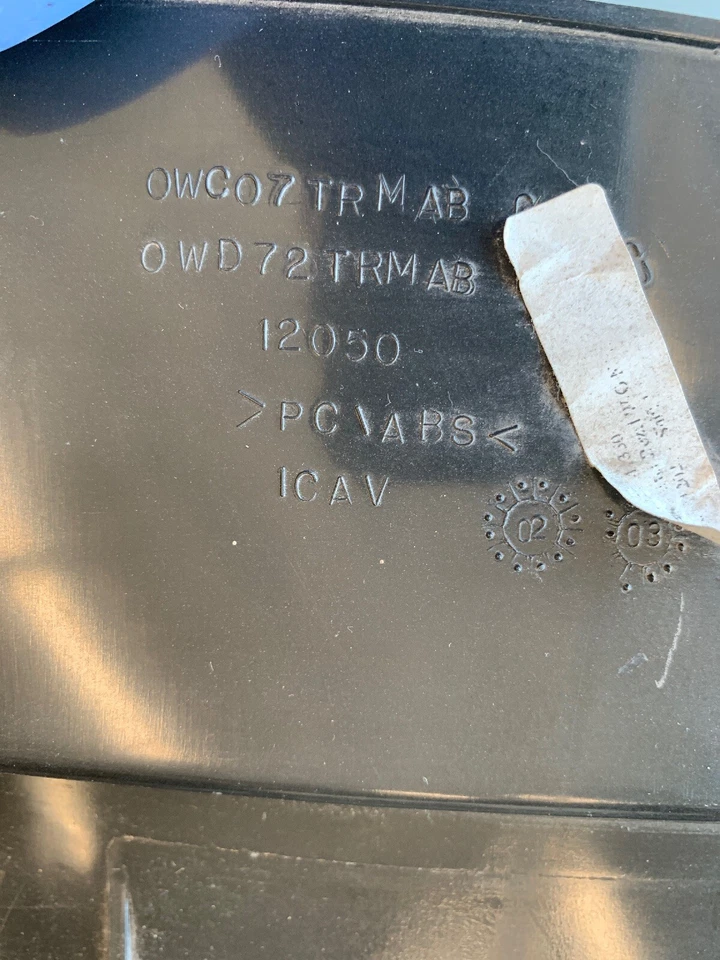 0WC07TRMAB
0WD72TRMAB B
12050
>PC\ABS<
1CAV
02 03